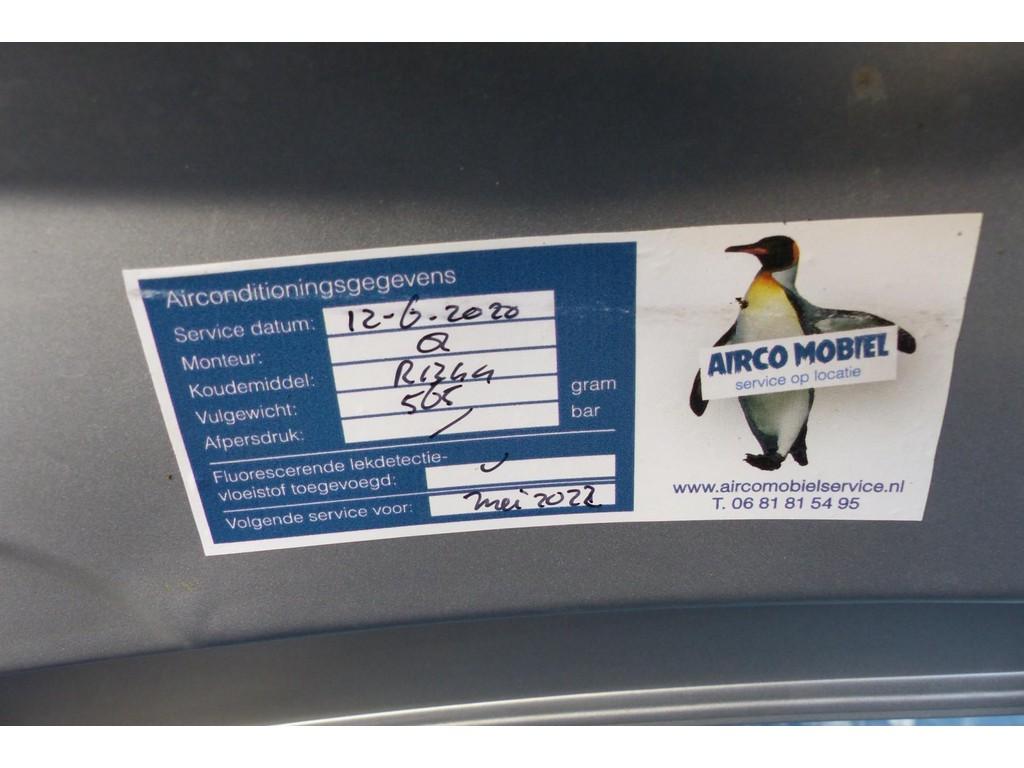 Airconditioningsgegevens
Service datum: 12-6-2020
Monteur: Q
Koudemiddel: R134a
Vulgewicht: 505 gram
Afpersdruk: / bar
Fluorescerende lekdetectie-
vloeistof toegevoegd:
Volgende service voor: mei 2022
AIRCO MOBIEL
service op locatie
www.aircomobielservice.nl
T. 06 81 81 54 95